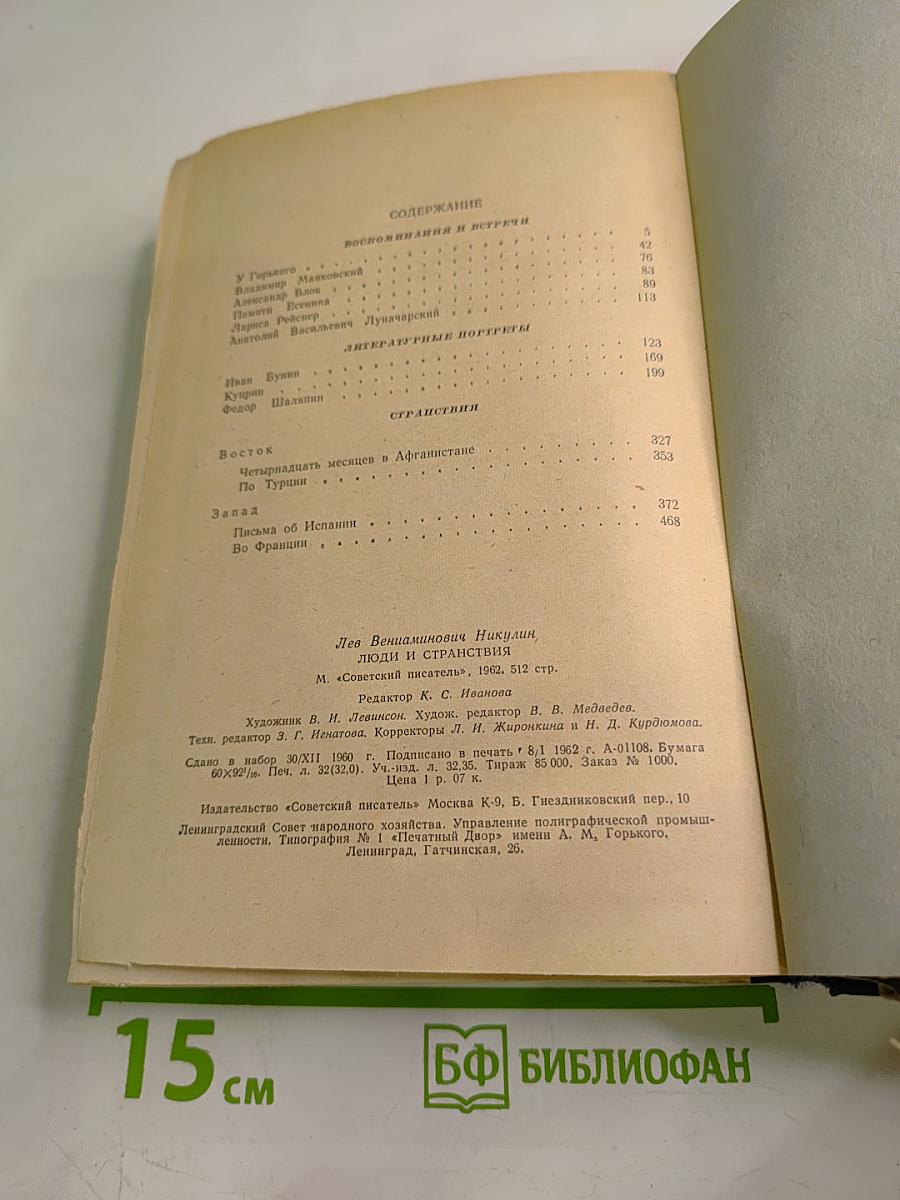 СОДЕРЖАНИЕ
ВОСПОМИНАНИЯ И ВСТРЕЧИ
У Горького . . . . . . . . . . . . . . . . 5
Владимир Маяковский . . . . . . . . . . . . 42
Александр Блок . . . . . . . . . . . . . . 76
Памяти Есенина . . . . . . . . . . . . . . 83
Лариса Рейснер . . . . . . . . . . . . . . 89
Анатолий Васильевич Луначарский . . . . . . . 113
ЛИТЕРАТУРНЫЕ ПОРТРЕТЫ
Иван Бунин . . . . . . . . . . . . . . . . 123
Куприн . . . . . . . . . . . . . . . . . . 169
Федор Шаляпин . . . . . . . . . . . . . . . 199
СТРАНСТВИЯ
Восток
Четырнадцать месяцев в Афганистане . . . . . . . 327
По Турции . . . . . . . . . . . . . . . . 353
Запад
Письма об Испании . . . . . . . . . . . . . 372
Во Франции . . . . . . . . . . . . . . . . 468
Лев Вениаминович Никулин
ЛЮДИ И СТРАНСТВИЯ
М. «Советский писатель», 1962. 512 стр.
Редактор К. С. Иванова
Художник В. И. Левинсон. Худож. редактор В. В. Медведев.
Техн. редактор З. Г. Игнатова. Корректоры Л. И. Жиронкина и Н. Д. Курдюмова.
Сдано в набор 30/XII 1960 г. Подписано в печать 8/1 1962 г. А-01108. Бумага
60×92¹/₁₆. Печ. л. 32(32,0). Уч.-изд. л. 32,35. Тираж 85 000. Заказ № 1000.
Цена 1 р. 07 к.
Издательство «Советский писатель» Москва К-9, Б. Гнездниковский пер., 10
Ленинградский Совет народного хозяйства. Управление полиграфической промыш-
ленности. Типография № 1 «Печатный Двор» имени А. М. Горького.
Ленинград, Гатчинская, 26.
15 см
БФ БИБЛИОФАН